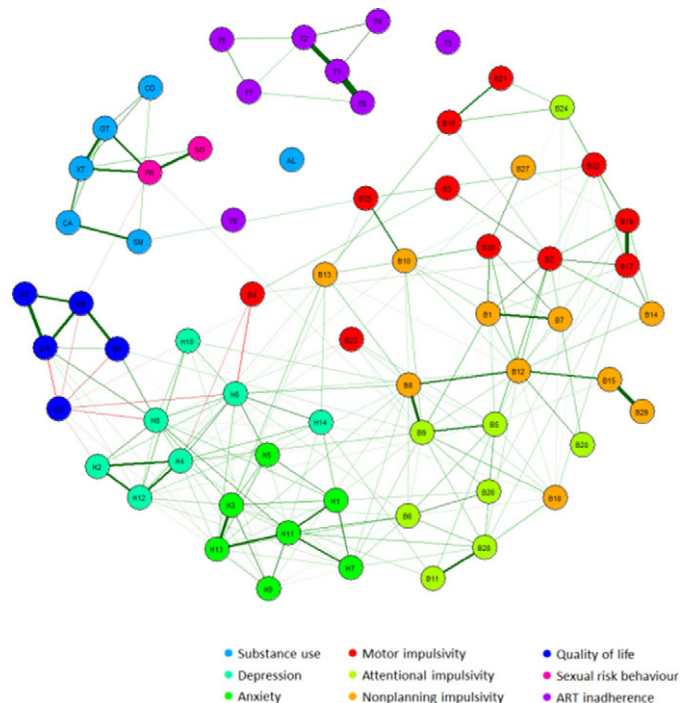 T4
T2
T5
T3
T1
T7
T0
B21
CO
B24
B16
OT
SO
AL
B22
XT
PR
B27
B3
B25
B19
T6
CA
SM
B30
B2
B10
B17
B13
B4
B1
B7
B14
H10
B23
B12
B8
B15
H6
B29
H8
H14
B9
B5
B20
H5
H4
H2
B26
H12
B18
H3
H1
B6
H11
H13
B28
H7
B11
H9
Substance use Motor impulsivity Quality of life
Depression Attentional impulsivity Sexual risk behaviour
Anxiety Nonplanning impulsivity ART inadherence